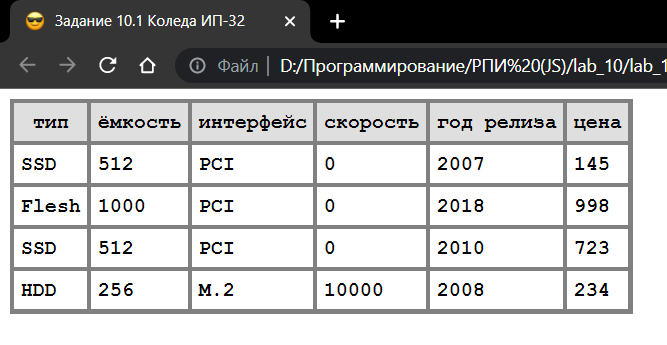 Задание 10.1 Коледа ИП-32
Файл D:/Программирование/РПИ%20(JS)/lab_10/lab_1
тип ёмкость интерфейс скорость год релиза цена
SSD 512 PCI 0 2007 145
Flesh 1000 PCI 0 2018 998
SSD 512 PCI 0 2010 723
HDD 256 M.2 10000 2008 234